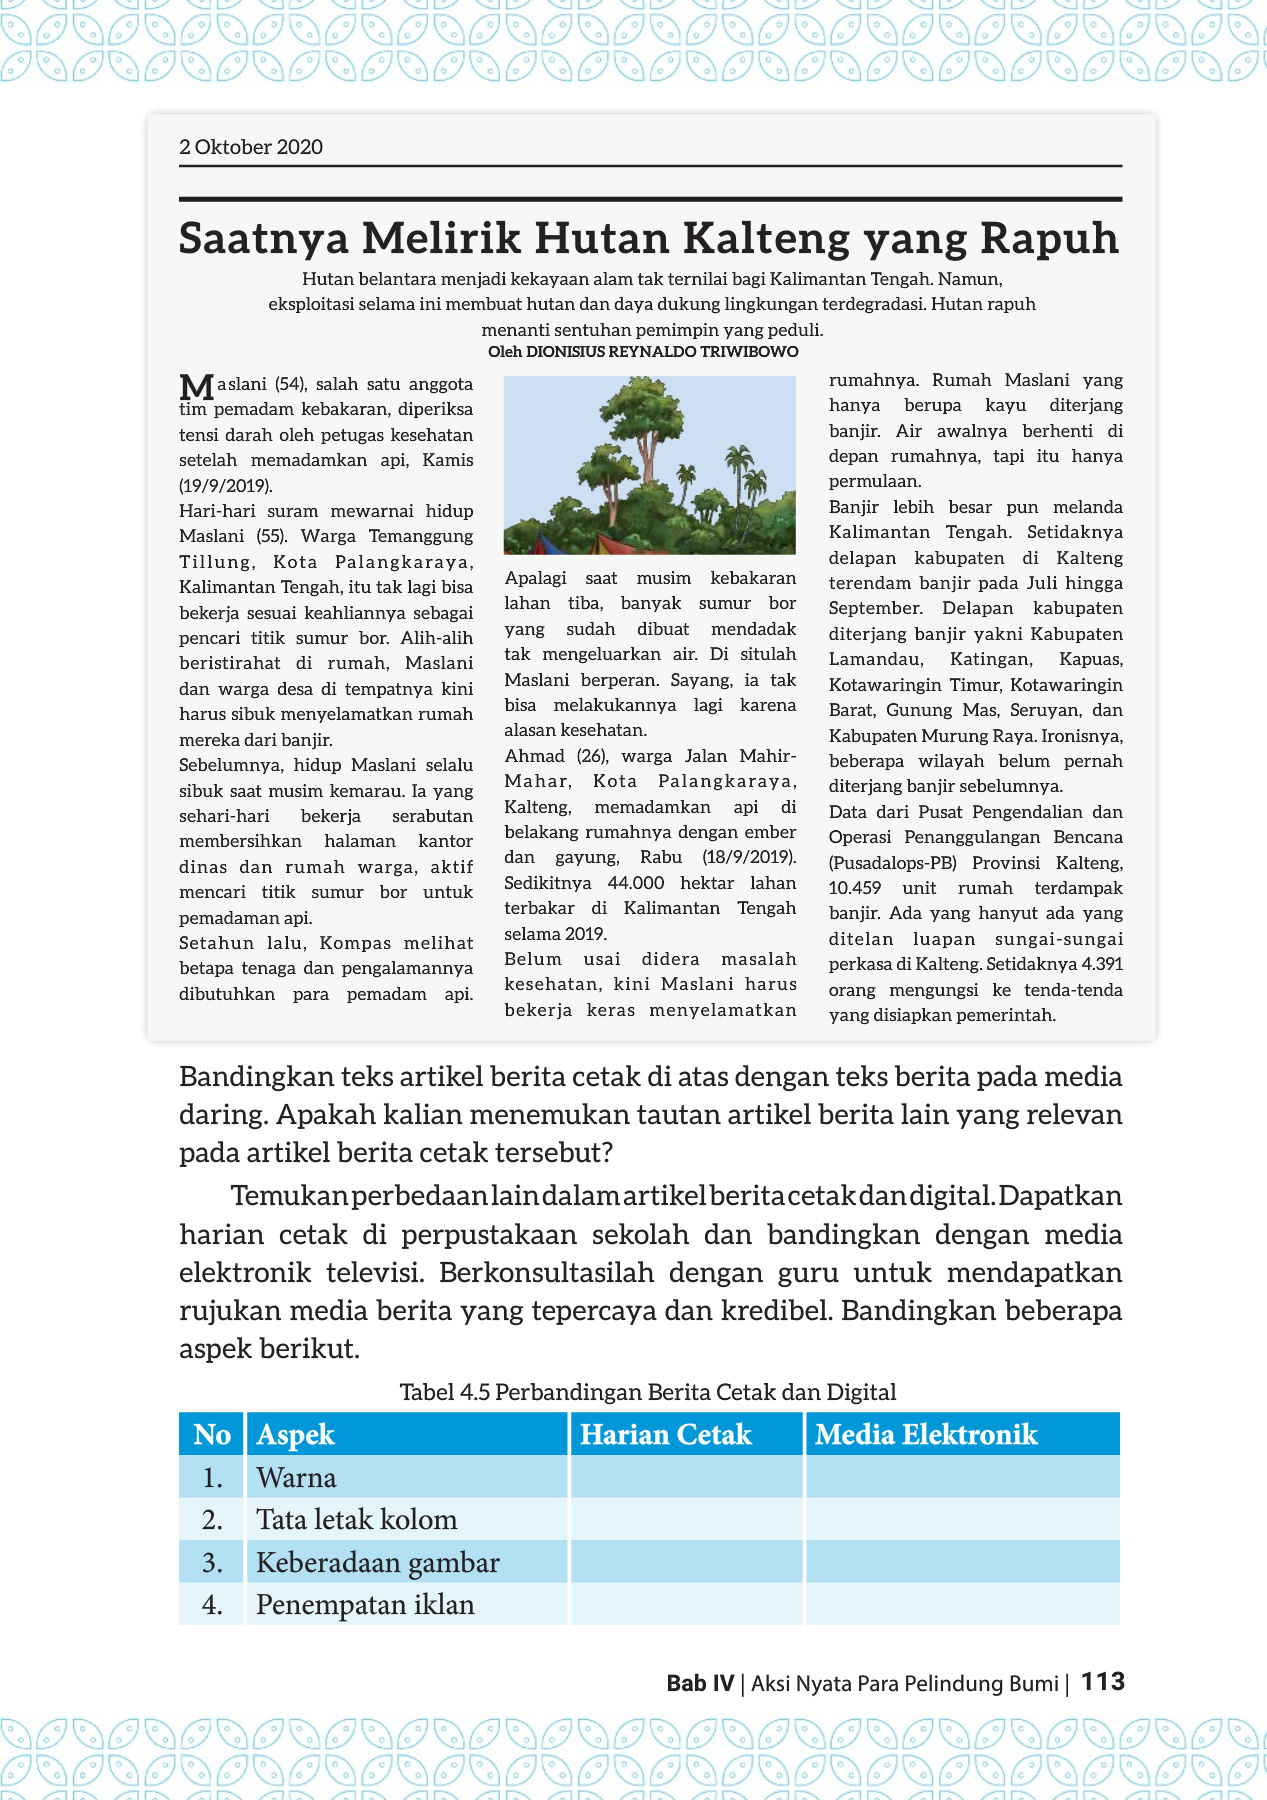 2 Oktober 2020
Saatnya Melirik Hutan Kalteng yang Rapuh
Hutan belantara menjadi kekayaan alam tak ternilai bagi Kalimantan Tengah. Namun,
eksploitasi selama ini membuat hutan dan daya dukung lingkungan terdegradasi. Hutan rapuh
menanti sentuhan pemimpin yang peduli.
Oleh DIONISIUS REYNALDO TRIWIBOWO
Maslani (54), salah satu anggota
tim pemadam kebakaran, diperiksa
tensi darah oleh petugas kesehatan
setelah memadamkan api, Kamis
(19/9/2019).
Hari-hari suram mewarnai hidup
Maslani (55). Warga Temanggung
Tillung, Kota Palangkaraya,
Kalimantan Tengah, itu tak lagi bisa
bekerja sesuai keahliannya sebagai
pencari titik sumur bor. Alih-alih
beristirahat di rumah, Maslani
dan warga desa di tempatnya kini
harus sibuk menyelamatkan rumah
mereka dari banjir.
Sebelumnya, hidup Maslani selalu
sibuk saat musim kemarau. Ia yang
sehari-hari bekerja serabutan
membersihkan halaman kantor
dinas dan rumah warga, aktif
mencari titik sumur bor untuk
pemadaman api.
Setahun lalu, Kompas melihat
betapa tenaga dan pengalamannya
dibutuhkan para pemadam api.
Apalagi saat musim kebakaran
lahan tiba, banyak sumur bor
yang sudah dibuat mendadak
tak mengeluarkan air. Di situlah
Maslani berperan. Sayang, ia tak
bisa melakukannya lagi karena
alasan kesehatan.
Ahmad (26), warga Jalan Mahir-
Mahar, Kota Palangkaraya,
Kalteng, memadamkan api di
belakang rumahnya dengan ember
dan gayung, Rabu (18/9/2019).
Sedikitnya 44.000 hektar lahan
terbakar di Kalimantan Tengah
selama 2019.
Belum usai didera masalah
kesehatan, kini Maslani harus
bekerja keras menyelamatkan
rumahnya. Rumah Maslani yang
hanya berupa kayu diterjang
banjir. Air awalnya berhenti di
depan rumahnya, tapi itu hanya
permulaan.
Banjir lebih besar pun melanda
Kalimantan Tengah. Setidaknya
delapan kabupaten di Kalteng
terendam banjir pada Juli hingga
September. Delapan kabupaten
diterjang banjir yakni Kabupaten
Lamandau, Katingan, Kapuas,
Kotawaringin Timur, Kotawaringin
Barat, Gunung Mas, Seruyan, dan
Kabupaten Murung Raya. Ironisnya,
beberapa wilayah belum pernah
diterjang banjir sebelumnya.
Data dari Pusat Pengendalian dan
Operasi Penanggulangan Bencana
(Pusadalops-PB) Provinsi Kalteng,
10.459 unit rumah terdampak
banjir. Ada yang hanyut ada yang
ditelan luapan sungai-sungai
perkasa di Kalteng. Setidaknya 4.391
orang mengungsi ke tenda-tenda
yang disiapkan pemerintah.
Bandingkan teks artikel berita cetak di atas dengan teks berita pada media
daring. Apakah kalian menemukan tautan artikel berita lain yang relevan
pada artikel berita cetak tersebut?
Temukan perbedaan lain dalam artikel berita cetak dan digital. Dapatkan
harian cetak di perpustakaan sekolah dan bandingkan dengan media
elektronik televisi. Berkonsultasilah dengan guru untuk mendapatkan
rujukan media berita yang tepercaya dan kredibel. Bandingkan beberapa
aspek berikut.
Tabel 4.5 Perbandingan Berita Cetak dan Digital
No Aspek Harian Cetak Media Elektronik
1. Warna
2. Tata letak kolom
3. Keberadaan gambar
4. Penempatan iklan
Bab IV | Aksi Nyata Para Pelindung Bumi | 113